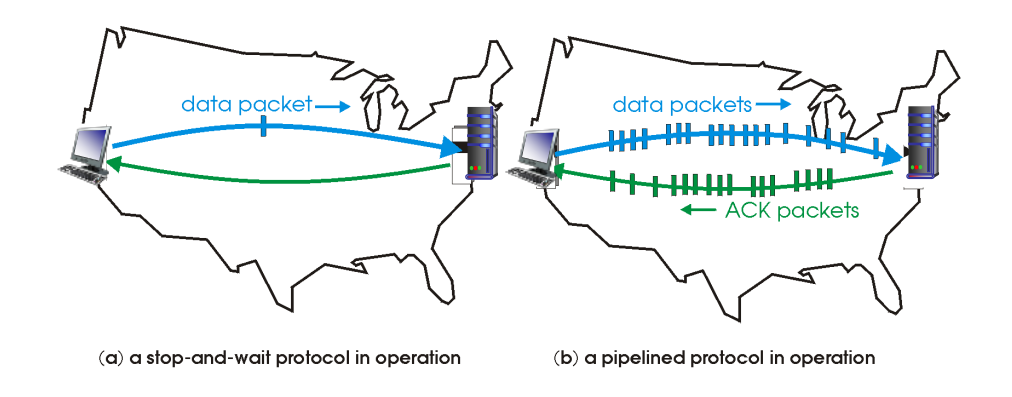 data packet
data packets
ACK packets
(a) a stop-and-wait protocol in operation
(b) a pipelined protocol in operation